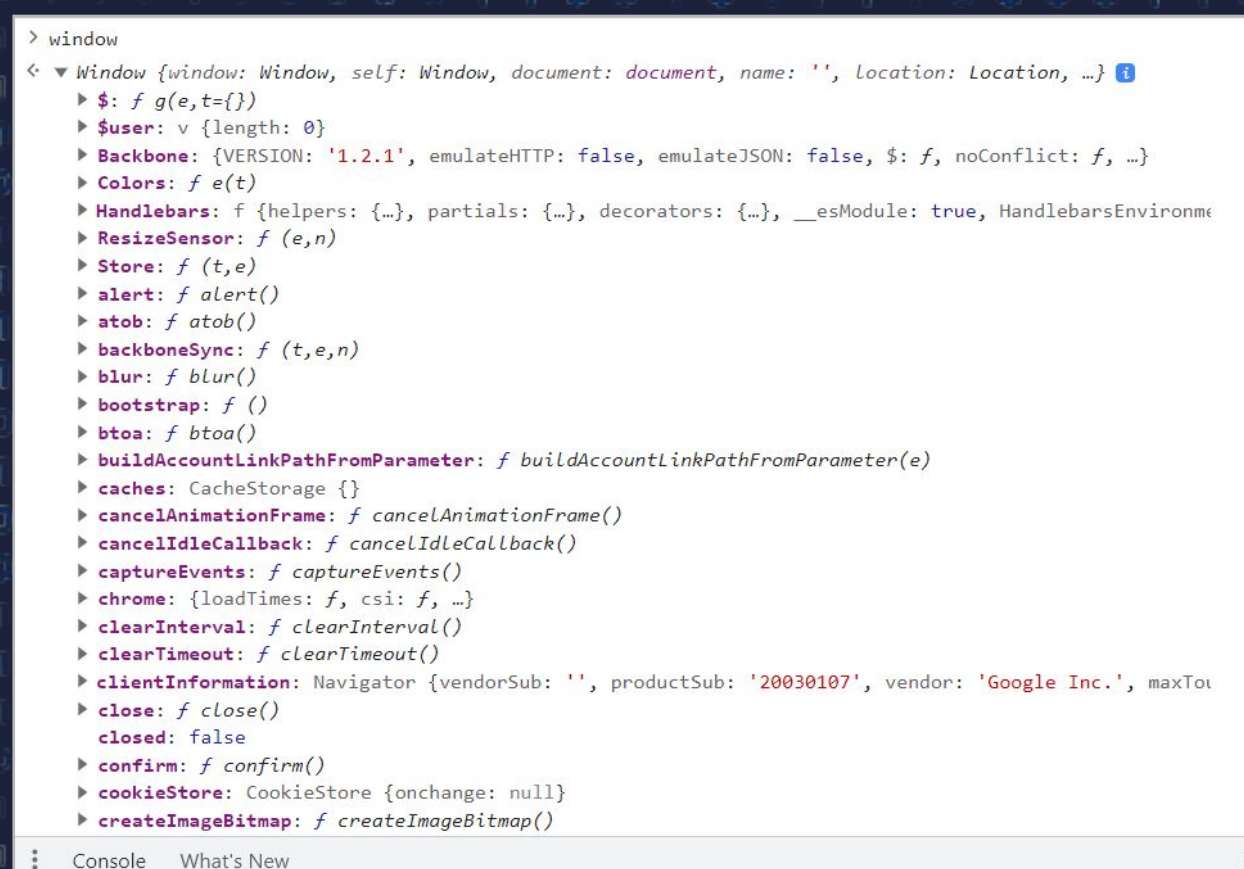 > window
Window {window: Window, self: Window, document: document, name: '', location: Location, …} i
$: ƒ g(e,t={})
$user: v {length: 0}
Backbone: {VERSION: '1.2.1', emulateHTTP: false, emulateJSON: false, $: ƒ, noConflict: ƒ, …}
Colors: ƒ e(t)
Handlebars: f {helpers: {…}, partials: {…}, decorators: {…}, __esModule: true, HandlebarsEnvironme
ResizeSensor: ƒ (e,n)
Store: ƒ (t,e)
alert: ƒ alert()
atob: ƒ atob()
backboneSync: ƒ (t,e,n)
blur: ƒ blur()
bootstrap: ƒ ()
btoa: ƒ btoa()
buildAccountLinkPathFromParameter: ƒ buildAccountLinkPathFromParameter(e)
caches: CacheStorage {}
cancelAnimationFrame: ƒ cancelAnimationFrame()
cancelIdleCallback: ƒ cancelIdleCallback()
captureEvents: ƒ captureEvents()
chrome: {loadTimes: ƒ, csi: ƒ, …}
clearInterval: ƒ clearInterval()
clearTimeout: ƒ clearTimeout()
clientInformation: Navigator {vendorSub: '', productSub: '20030107', vendor: 'Google Inc.', maxTou
close: ƒ close()
closed: false
confirm: ƒ confirm()
cookieStore: CookieStore {onchange: null}
createImageBitmap: ƒ createImageBitmap()
Console What's New